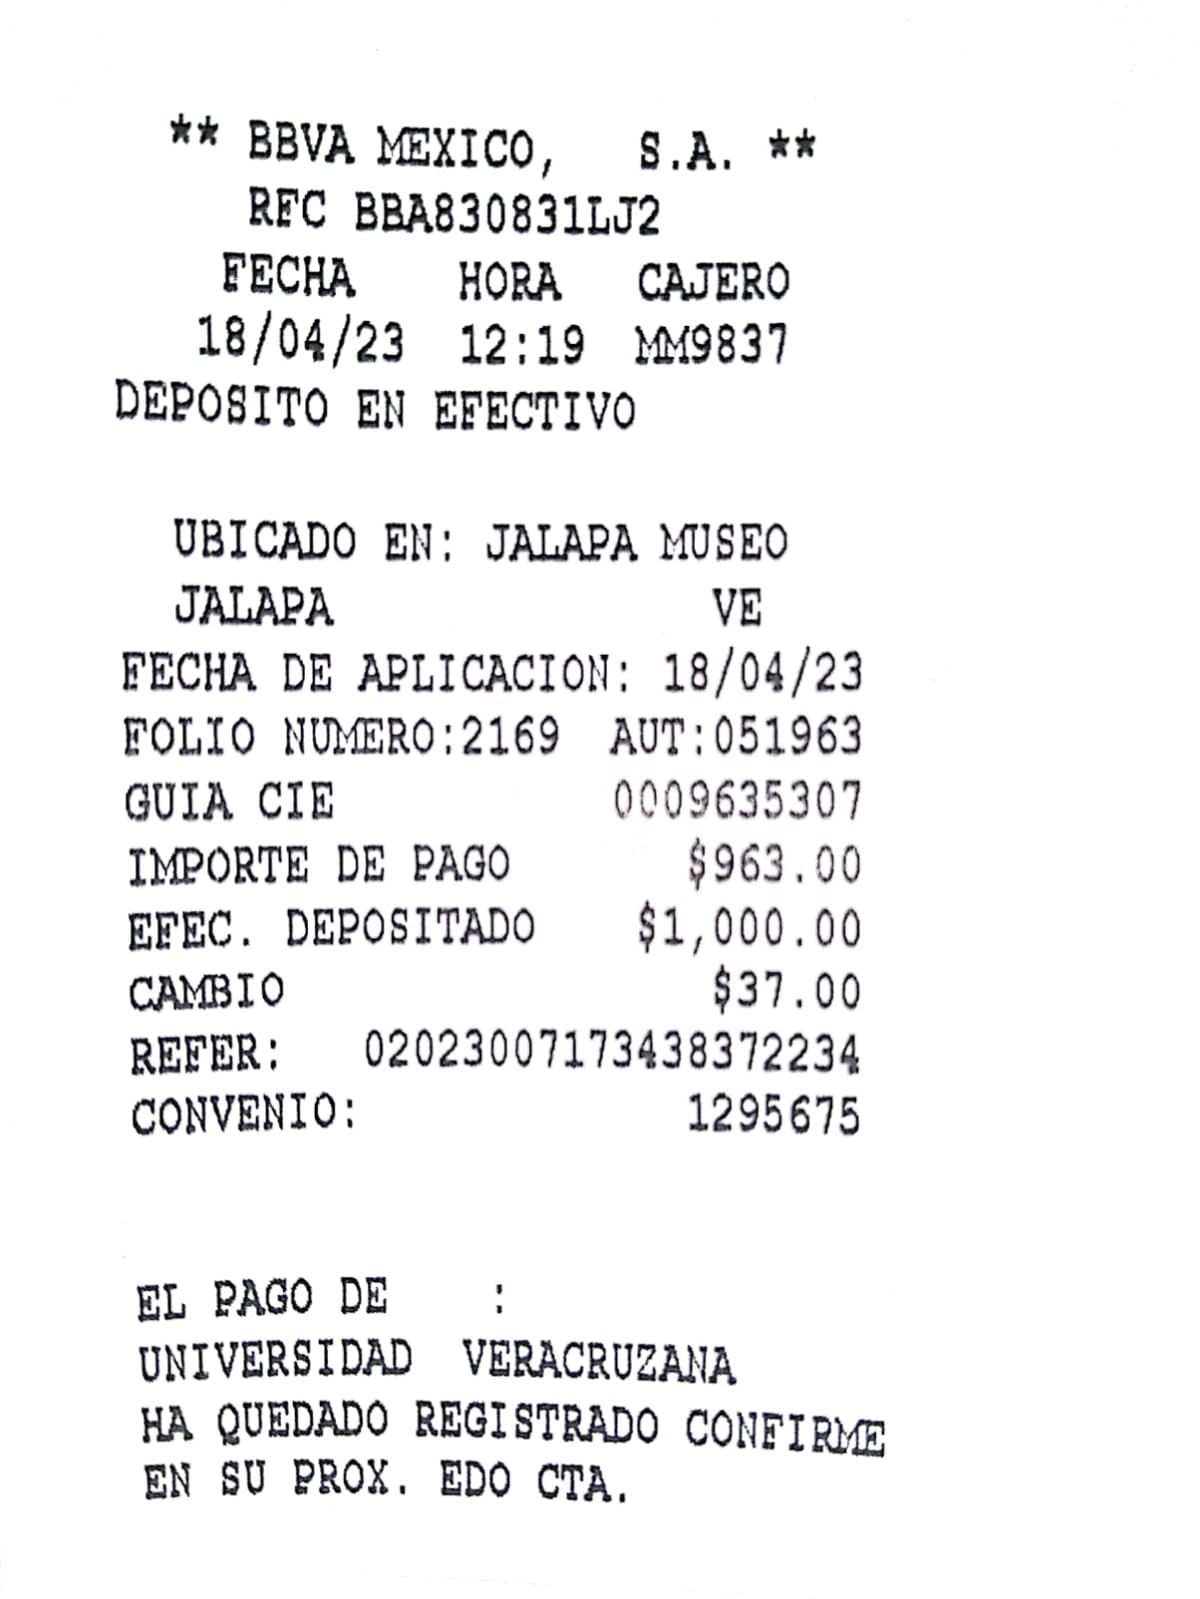 ** BBVA MEXICO, S.A. **
RFC BBA830831LJ2
FECHA HORA CAJERO
18/04/23 12:19 MM9837
DEPOSITO EN EFECTIVO
UBICADO EN: JALAPA MUSEO
JALAPA VE
FECHA DE APLICACION: 18/04/23
FOLIO NUMERO:2169 AUT:051963
GUIA CIE 0009635307
IMPORTE DE PAGO $963.00
EFEC. DEPOSITADO $1,000.00
CAMBIO $37.00
REFER: 02023007173438372234
CONVENIO: 1295675
EL PAGO DE :
UNIVERSIDAD VERACRUZANA
HA QUEDADO REGISTRADO CONFIRME
EN SU PROX. EDO CTA.